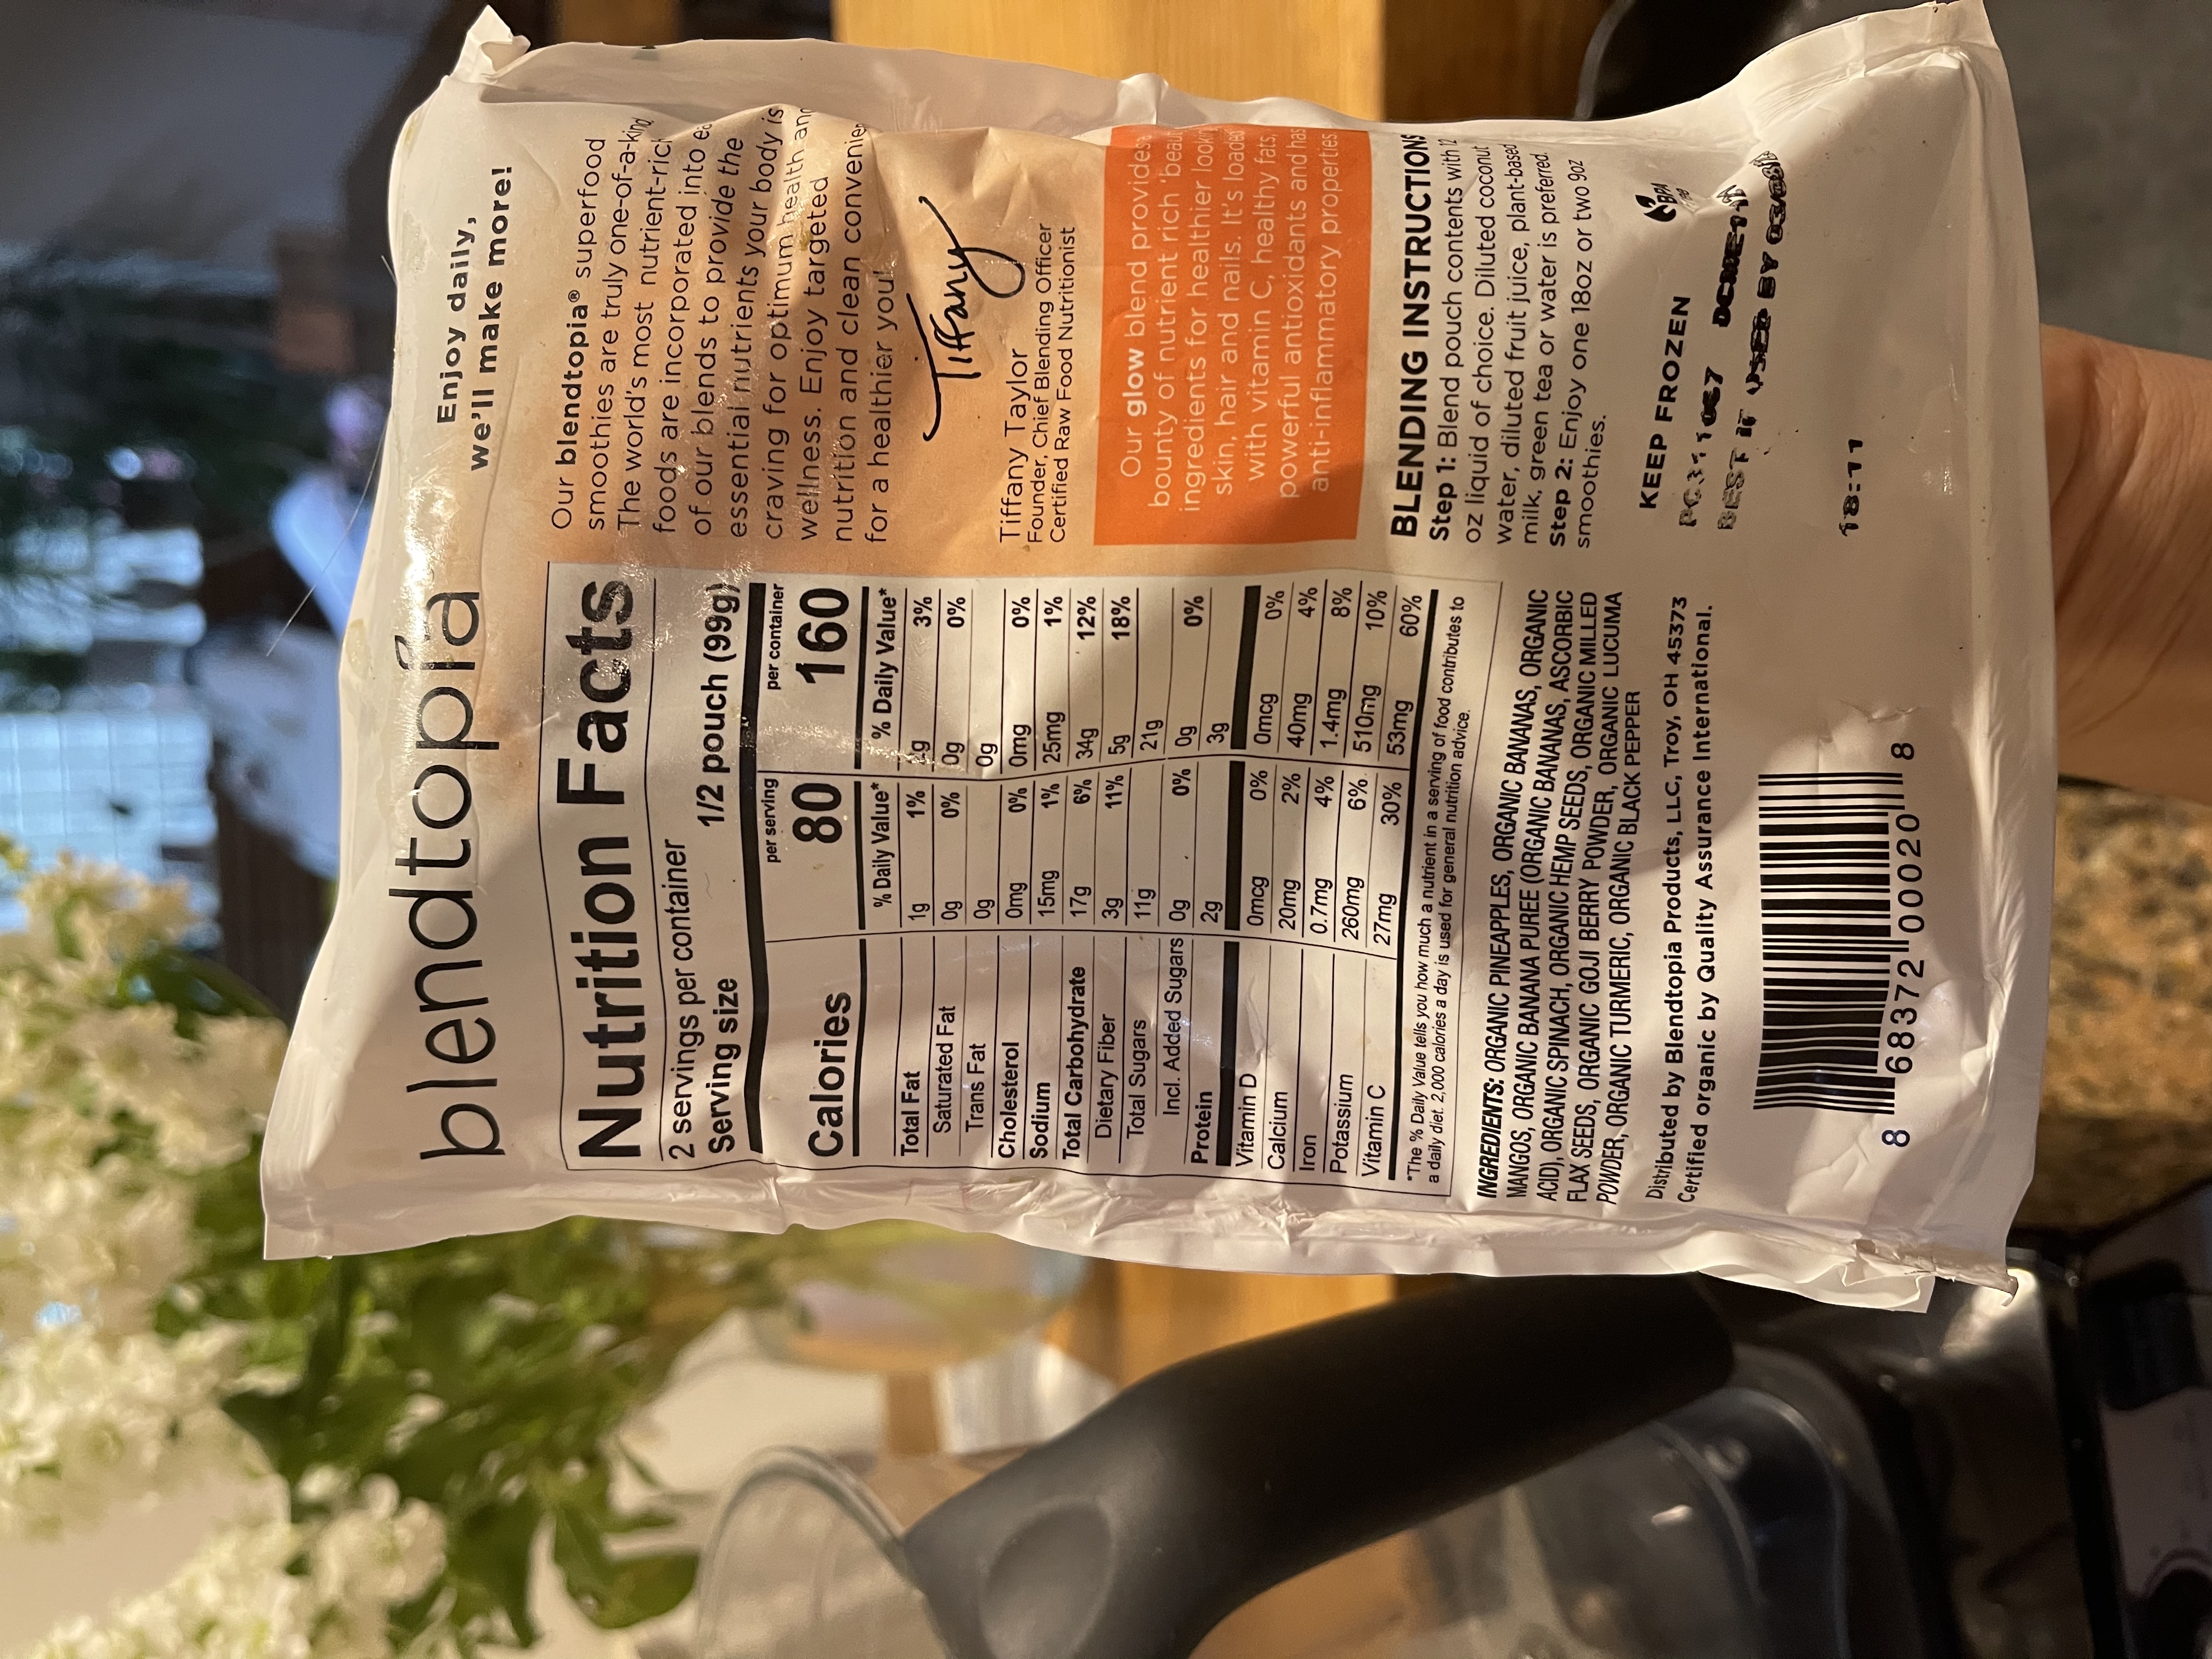 blendtopia
Enjoy daily,
we'll make more!
Nutrition Facts
2 servings per container
Serving size 1/2 pouch (99g)
per serving per container
Calories 80 160
% Daily Value* % Daily Value*
Total Fat 1g 1% 3%
Saturated Fat 0g 0% 0g 0%
Trans Fat 0g 0g
Cholesterol 0mg 0% 0mg 0%
Sodium 15mg 1% 25mg 1%
Total Carbohydrate 17g 6% 34g 12%
Dietary Fiber 3g 11% 5g 18%
Total Sugars 11g 21g
Incl. Added Sugars 0g 0% 0g 0%
Protein 2g 3g
Vitamin D 0mcg 0% 0mcg 0%
Calcium 20mg 2% 40mg 4%
Iron 0.7mg 4% 1.4mg 8%
Potassium 260mg 6% 510mg 10%
Vitamin C 27mg 30% 53mg 60%
*The % Daily Value tells you how much a nutrient in a serving of food contributes to
a daily diet. 2,000 calories a day is used for general nutrition advice.
INGREDIENTS: ORGANIC PINEAPPLES, ORGANIC BANANAS, ORGANIC
MANGOS, ORGANIC BANANA PUREE (ORGANIC BANANAS, ASCORBIC
ACID), ORGANIC SPINACH, ORGANIC HEMP SEEDS, ORGANIC MILLED
FLAX SEEDS, ORGANIC GOJI BERRY POWDER, ORGANIC LUCUMA
POWDER, ORGANIC TURMERIC, ORGANIC BLACK PEPPER
Distributed by Blendtopia Products, LLC, Troy, OH 45373
Certified organic by Quality Assurance International.
8 68372 00020 8
Our blendtopia® superfood
smoothies are truly one-of-a-kind
The world's most nutrient-rich
foods are incorporated into
of our blends to provide the
essential nutrients your body is
craving for optimum health and
wellness. Enjoy targeted
nutrition and clean
for a healthier you!
Tiffany
Tiffany Taylor
Founder, Chief Blending Officer
Certified Raw Food Nutritionist
Our glow blend provides
bounty of nutrient rich
ingredients for healthier
skin, hair and nails. It's loaded
with vitamin C, healthy fats,
powerful antioxidants and has
anti-inflammatory properties
BLENDING INSTRUCTIONS
Step 1: Blend pouch contents with 12
oz liquid of choice. Diluted coconut
water, diluted fruit juice, plant-based
milk, green tea or water is preferred.
Step 2: Enjoy one 18oz or two 9oz
smoothies.
BPA
KEEP FROZEN
BEST IF USED BY
18:11